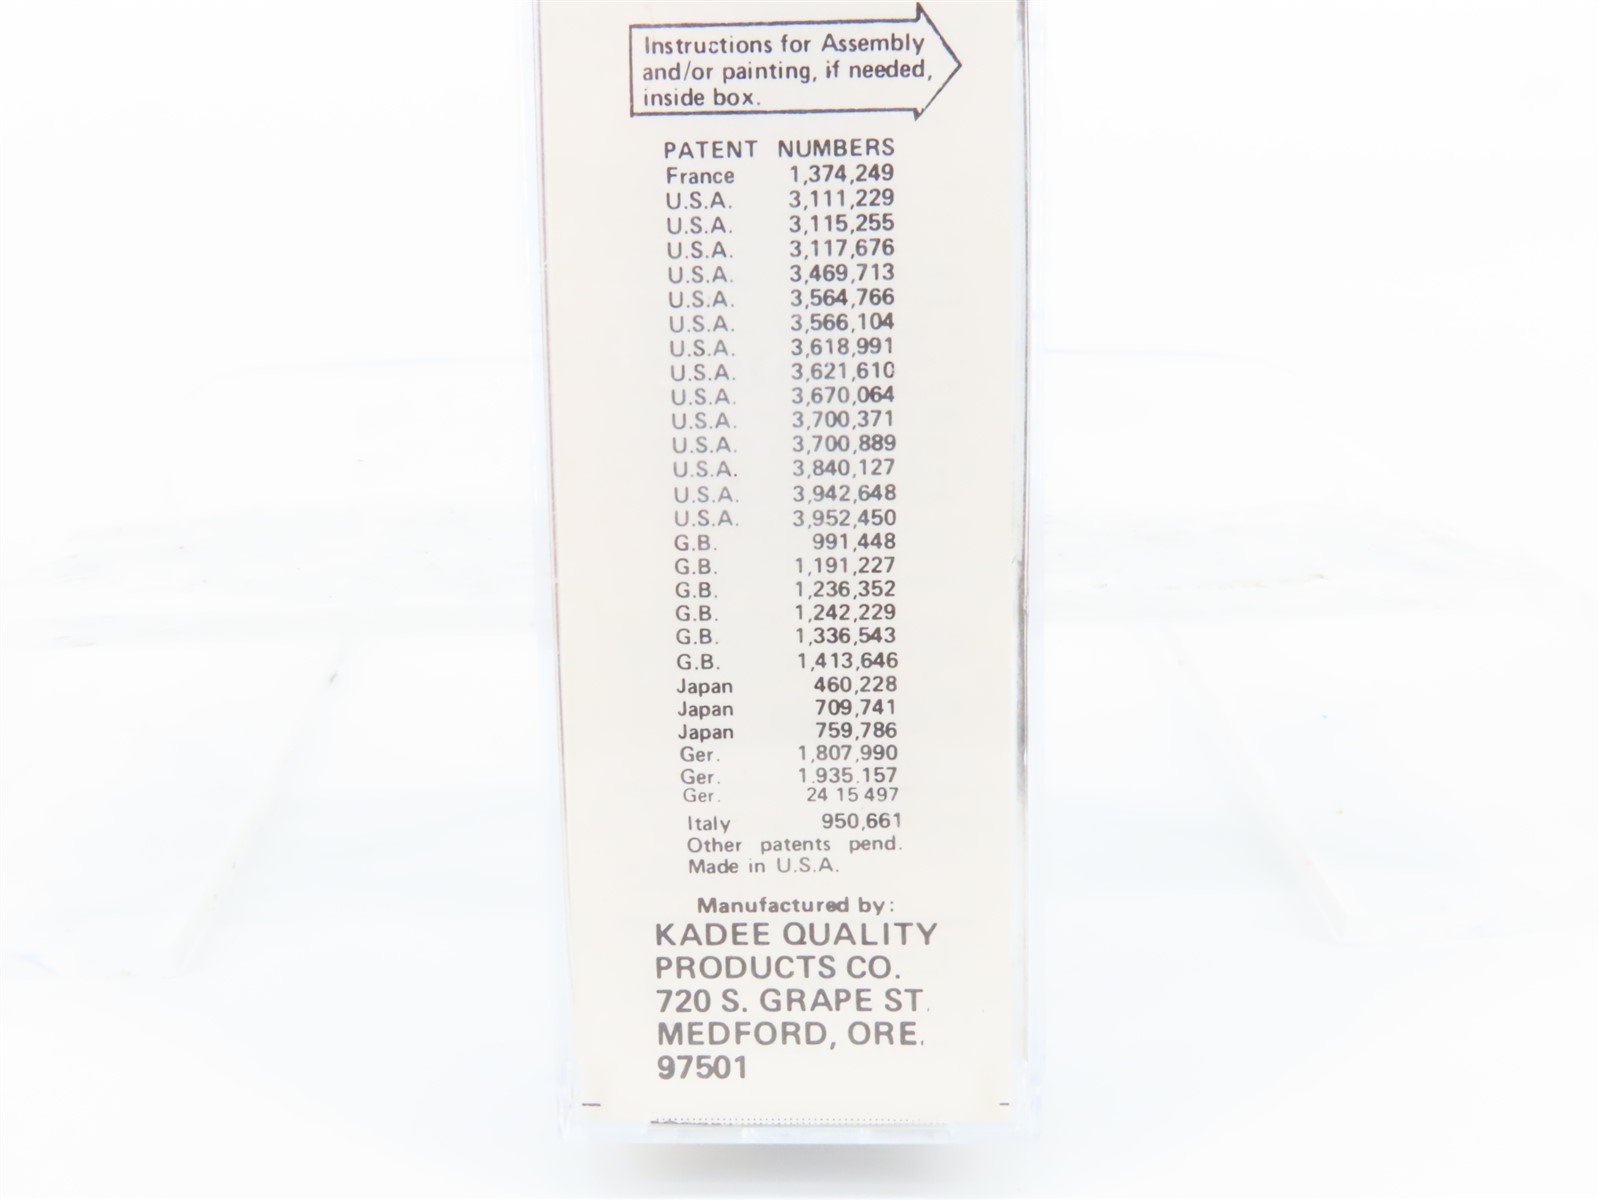 Instructions for Assembly
and/or painting, if needed,
inside box.
PATENT NUMBERS
France 1,374,249
U.S.A. 3,111,229
U.S.A. 3,115,255
U.S.A. 3,117,676
U.S.A. 3,469,713
U.S.A. 3,564,766
U.S.A. 3,566,104
U.S.A. 3,618,991
U.S.A. 3,621,610
U.S.A. 3,670,064
U.S.A. 3,700,371
U.S.A. 3,700,889
U.S.A. 3,840,127
U.S.A. 3,942,648
U.S.A. 3,952,450
G.B. 991,448
G.B. 1,191,227
G.B. 1,236,352
G.B. 1,242,229
G.B. 1,336,543
G.B. 1,413,646
Japan 460,228
Japan 709,741
Japan 759,786
Ger. 1,807,990
Ger. 1.935.157
Ger. 24 15 497
Italy 950,661
Other patents pend.
Made in U.S.A.
Manufactured by:
KADEE QUALITY
PRODUCTS CO.
720 S. GRAPE ST.
MEDFORD, ORE.
97501